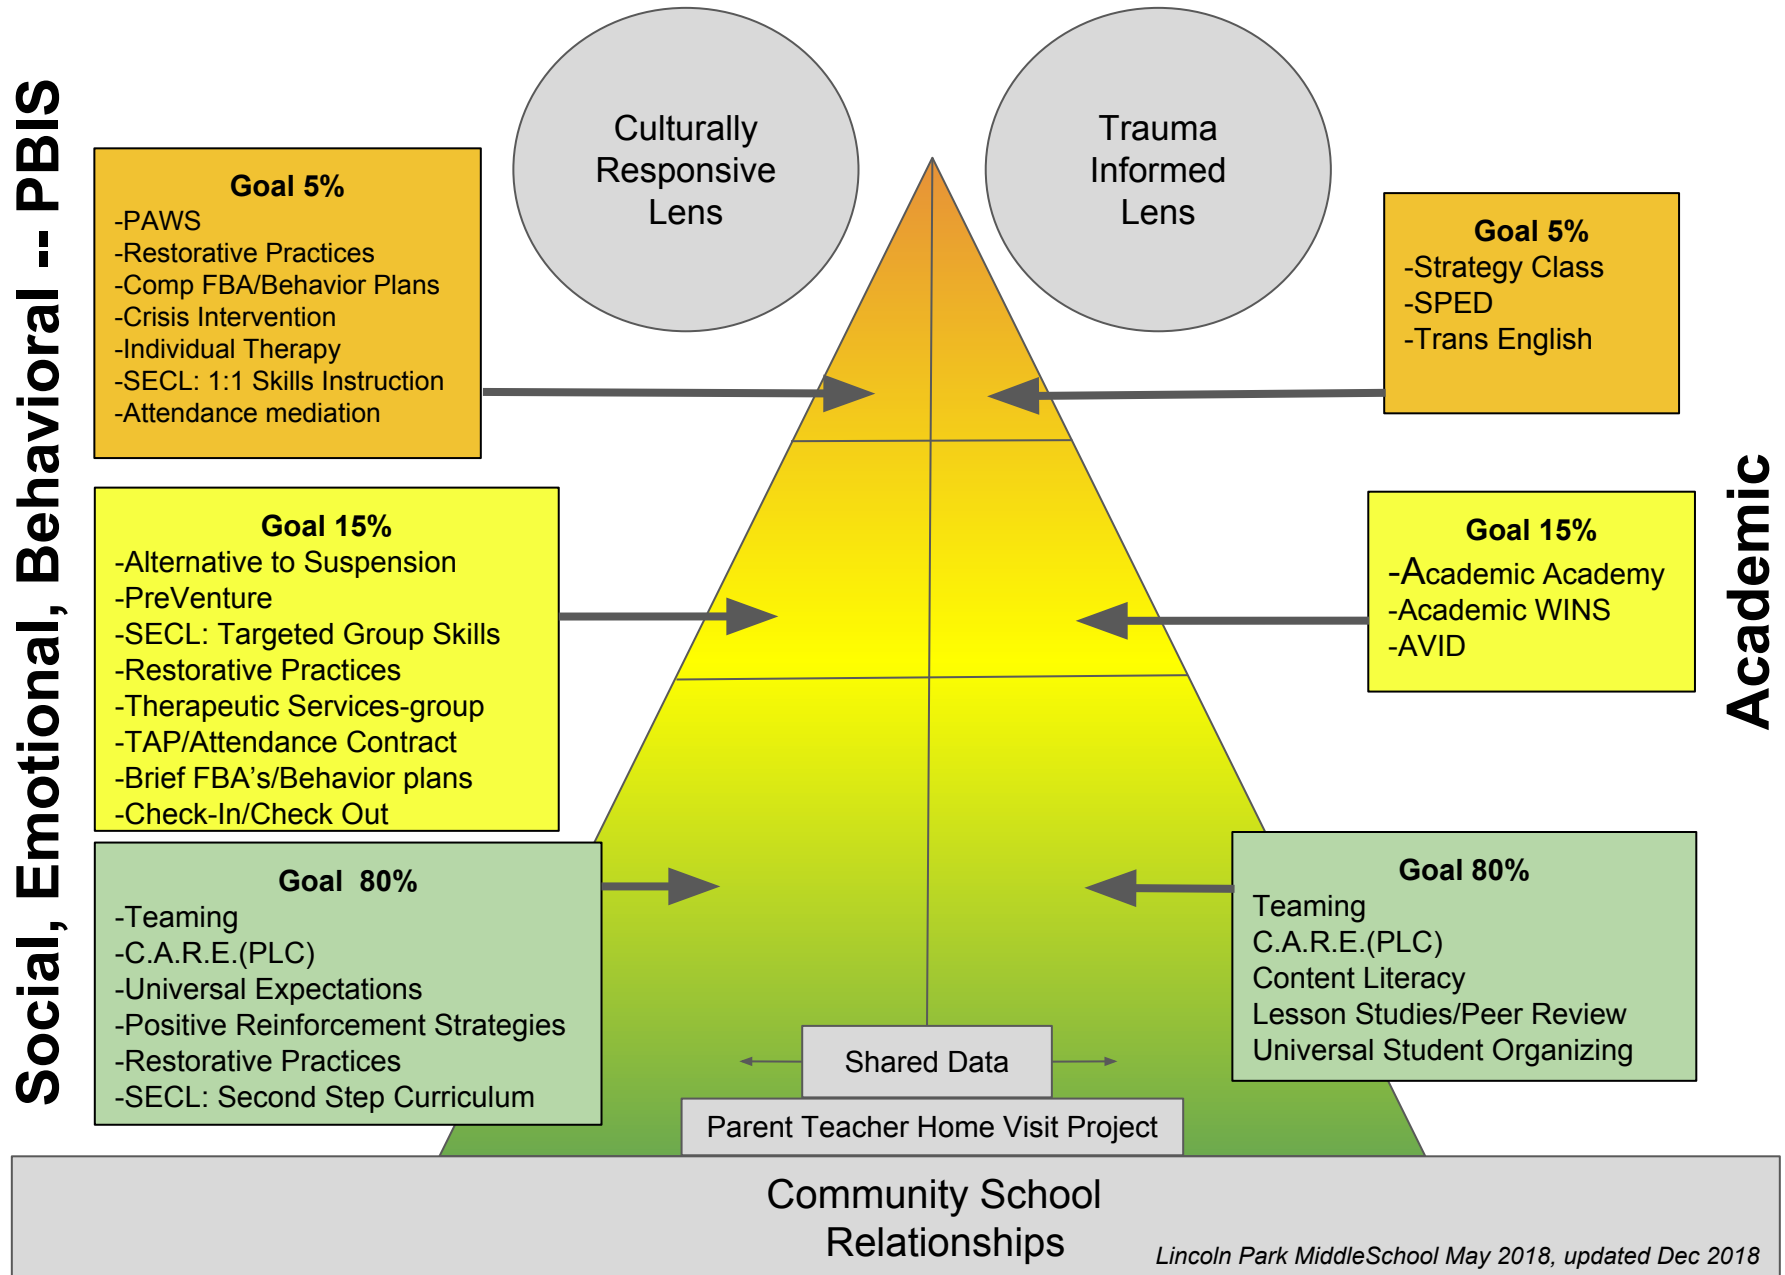 Social, Emotional, Behavioral -- PBIS
Culturally
Responsive
Lens
Trauma
Informed
Lens
Goal 5%
-PAWS
-Restorative Practices
-Comp FBA/Behavior Plans
-Crisis Intervention
-Individual Therapy
-SECL: 1:1 Skills Instruction
-Attendance mediation
Goal 5%
-Strategy Class
-SPED
-Trans English
Goal 15%
-Alternative to Suspension
-PreVenture
-SECL: Targeted Group Skills
-Restorative Practices
-Therapeutic Services-group
-TAP/Attendance Contract
-Brief FBA's/Behavior plans
-Check-In/Check Out
Goal 15%
-Academic Academy
-Academic WINS
-AVID
Academic
Goal  80%
-Teaming
-C.A.R.E.(PLC)
-Universal Expectations
-Positive Reinforcement Strategies
-Restorative Practices
-SECL: Second Step Curriculum
Goal 80%
Teaming
C.A.R.E.(PLC)
Content Literacy
Lesson Studies/Peer Review
Universal Student Organizing
Shared Data
Parent Teacher Home Visit Project
Community School
Relationships
Lincoln Park MiddleSchool May 2018, updated Dec 2018